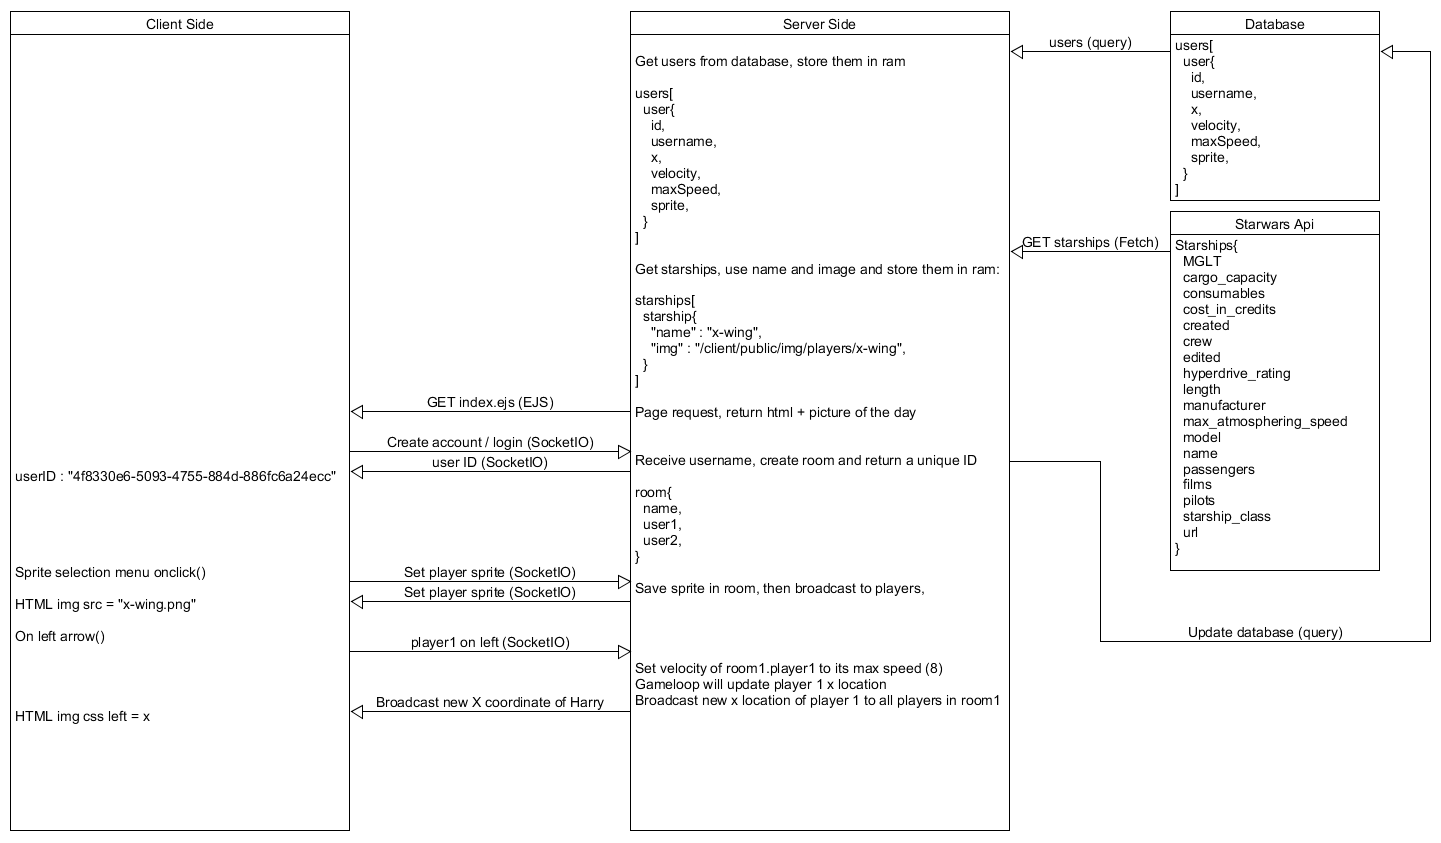 Client Side
userID : "4f8330e6-5093-4755-884d-886fc6a24ecc"
Sprite selection menu onclick()
HTML img src = "x-wing.png"
On left arrow()
HTML img css left = x
GET index.ejs (EJS)
Create account / login (SocketIO)
user ID (SocketIO)
Set player sprite (SocketIO)
Set player sprite (SocketIO)
player1 on left (SocketIO)
Broadcast new X coordinate of Harry
Server Side
Get users from database, store them in ram
users[
user{
id,
username,
x,
velocity,
maxSpeed,
sprite,
}
]
Get starships, use name and image and store them in ram:
starships[
starship{
"name" : "x-wing",
"img" : "/client/public/img/players/x-wing",
}
]
Page request, return html + picture of the day
Receive username, create room and return a unique ID
room{
name,
user1,
user2,
}
Save sprite in room, then broadcast to players,
Set velocity of room1.player1 to its max speed (8)
Gameloop will update player 1 x location
Broadcast new x location of player 1 to all players in room1
users (query)
GET starships (Fetch)
Update database (query)
Database
users[
user{
id,
username,
x,
velocity,
maxSpeed,
sprite,
}
]
Starwars Api
Starships{
MGLT
cargo_capacity
consumables
cost_in_credits
created
crew
edited
hyperdrive_rating
length
manufacturer
max_atmosphering_speed
model
name
passengers
films
pilots
starship_class
url
}